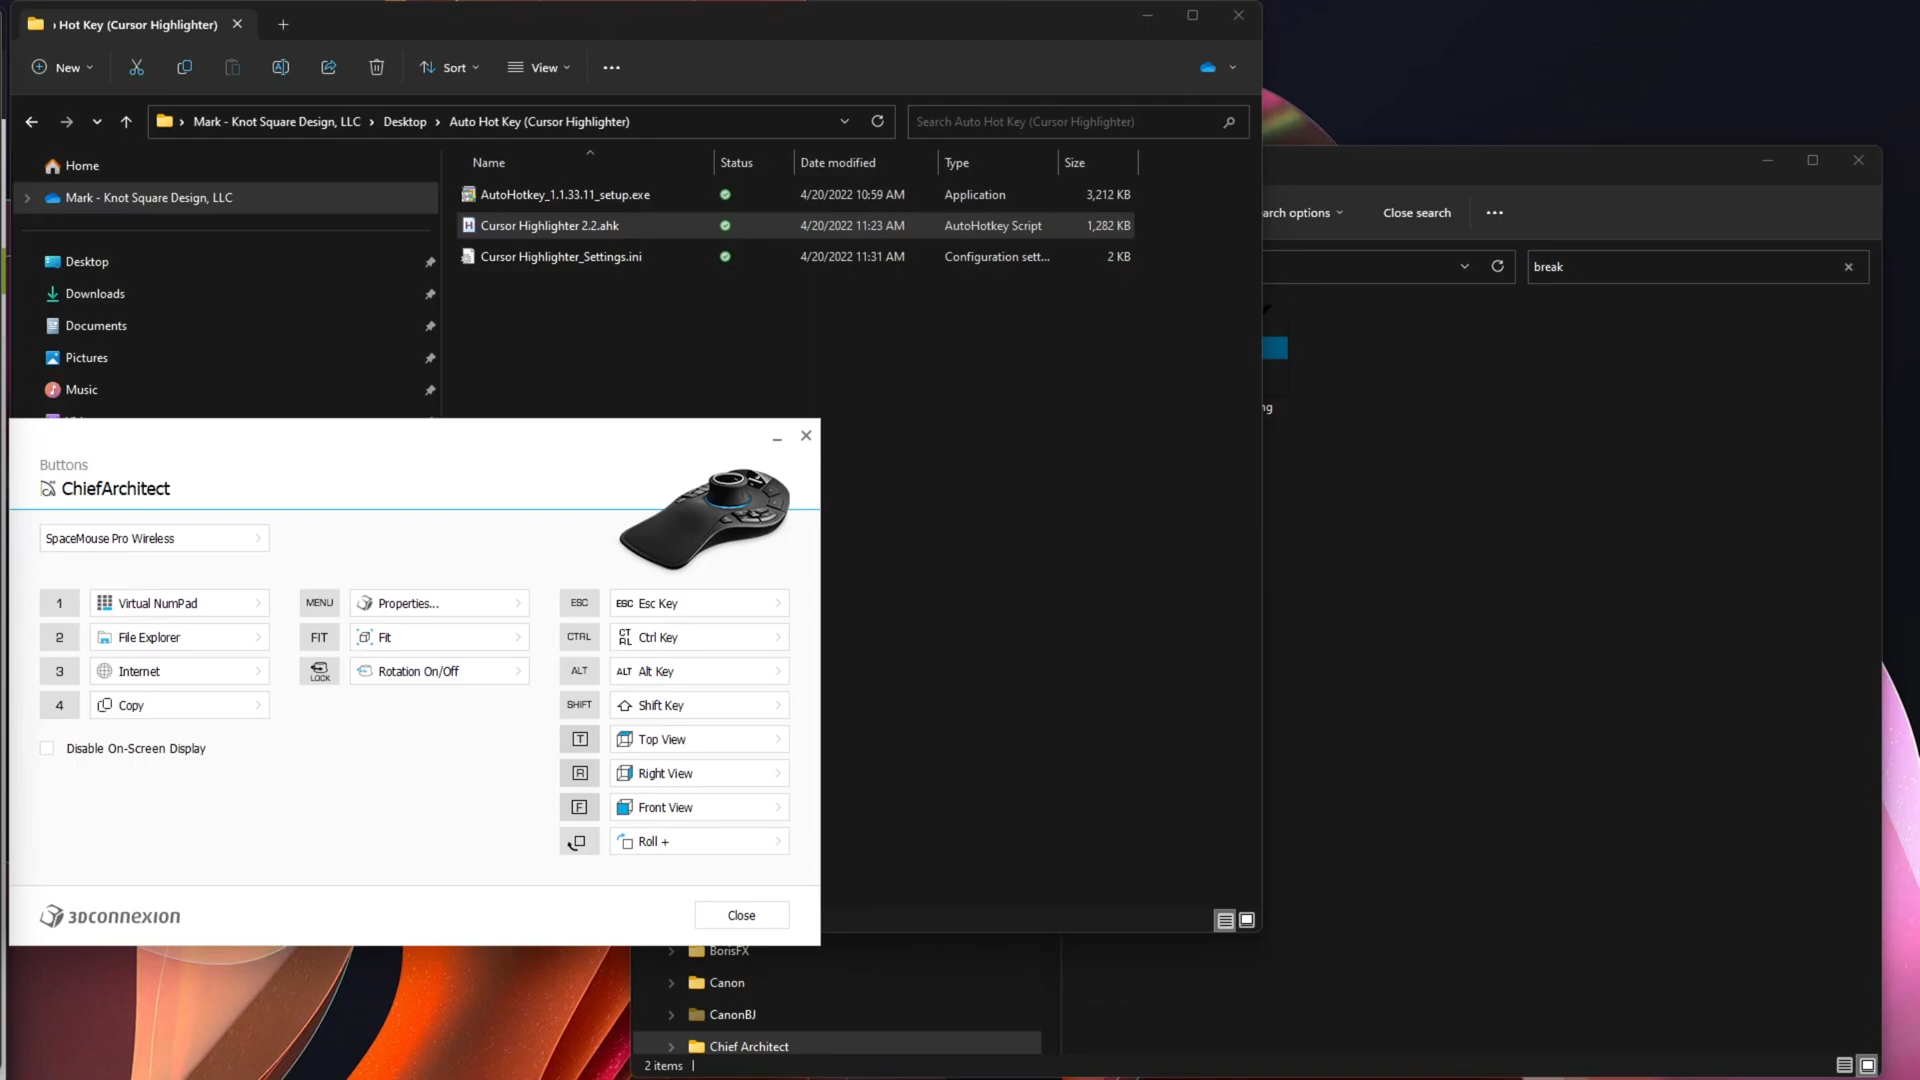 Hot Key (Cursor Highlighter)
New
Sort
View
Mark - Knot Square Design, LLC
Desktop
Auto Hot Key (Cursor Highlighter)
Search Auto Hot Key (Cursor Highlighter)
Home
Mark - Knot Square Design, LLC
Desktop
Downloads
Documents
Pictures
Music
Name
Status
Date modified
Type
Size
AutoHotkey_1.1.33.11_setup.exe
4/20/2022 10:59 AM
Application
3,212 KB
Cursor Highlighter 2.2.ahk
4/20/2022 11:23 AM
AutoHotkey Script
1,282 KB
Cursor Highlighter_Settings.ini
4/20/2022 11:31 AM
Configuration sett...
2 KB
arch options
Close search
break
ng
Buttons
ChiefArchitect
SpaceMouse Pro Wireless
1
Virtual NumPad
2
File Explorer
3
Internet
4
Copy
Disable On-Screen Display
MENU
Properties...
FIT
Fit
LOCK
Rotation On/Off
ESC
ESC Esc Key
CTRL
CT
RL
Ctrl Key
ALT
ALT Alt Key
SHIFT
Shift Key
T
Top View
R
Right View
F
Front View
Roll +
3Dconnexion
Close
BorisFX
Canon
CanonBJ
Chief Architect
2 items